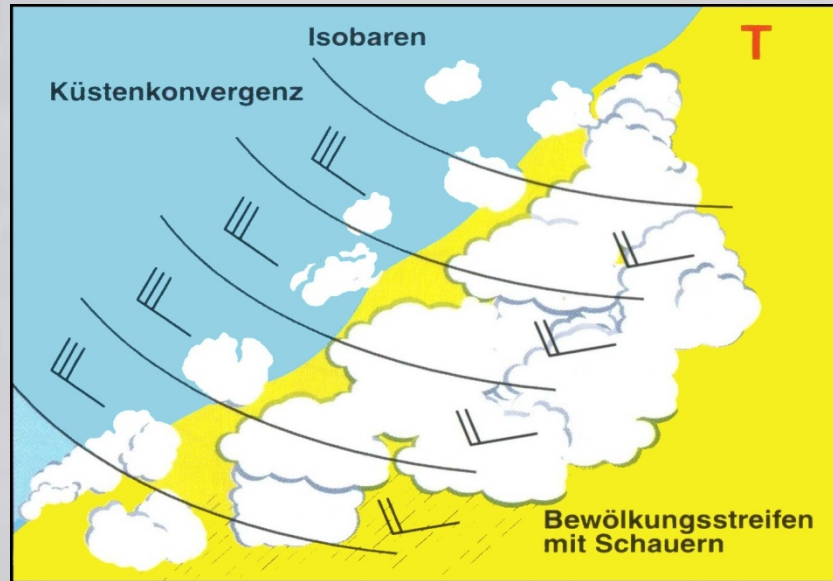 Isobaren
T
Küstenkonvergenz
Bewölkungsstreifen
mit Schauern